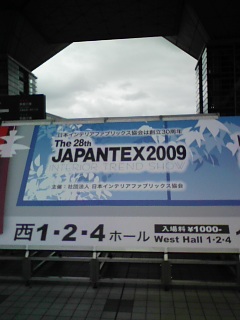 日本インテリアファブリックス協会は創立30周年
The 28th
JAPANTEX2009
INTERIOR TREND SHOW
主催：社団法人 日本インテリアファブリックス協会
西1・2・4ホール
入場料 ¥1000-
West Hall 1・2・4